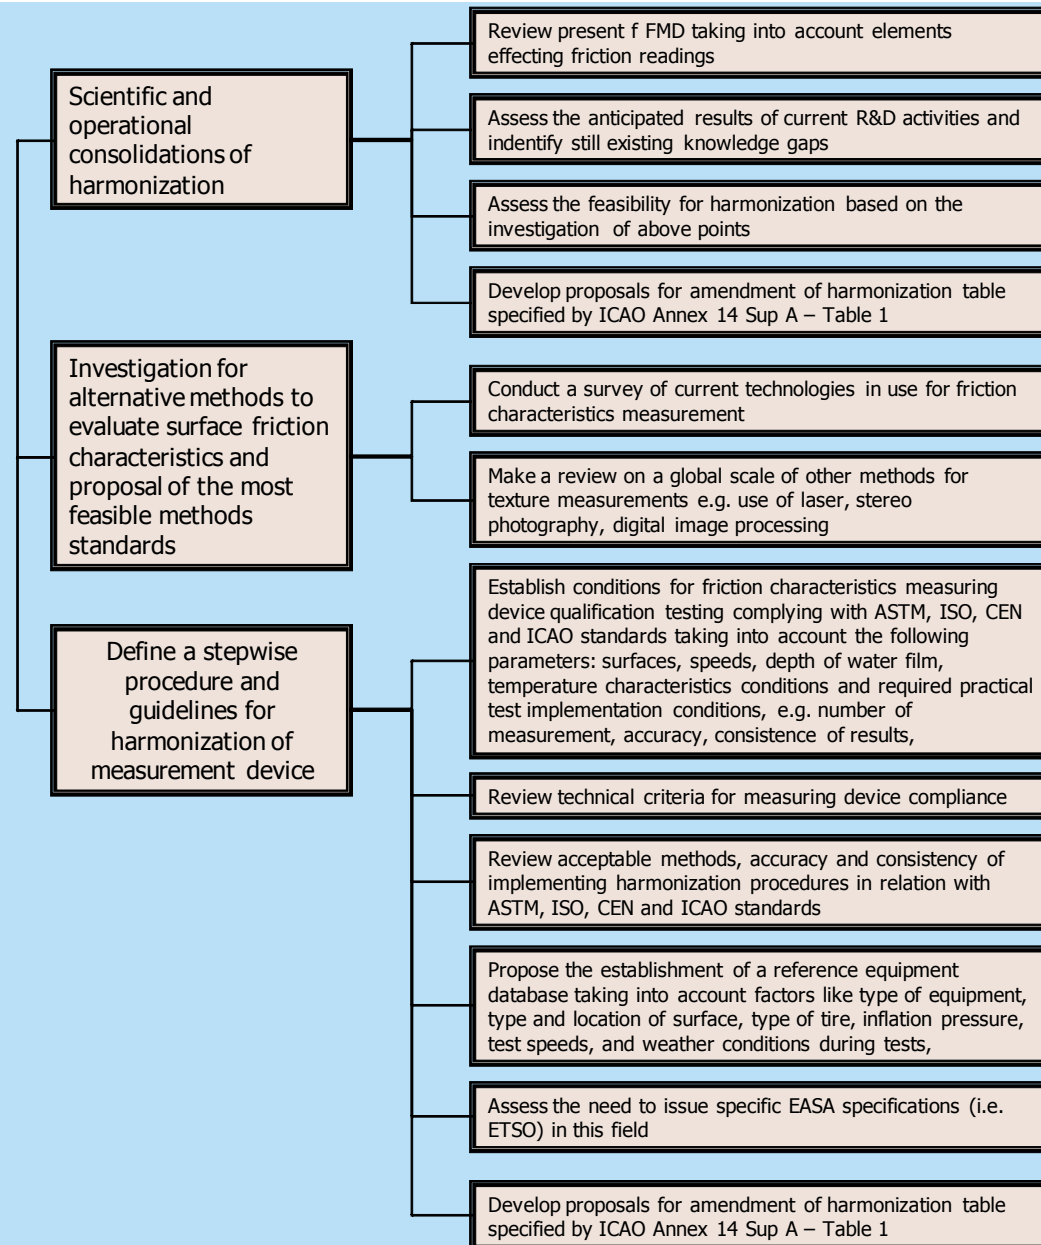 Scientific and
operational
consolidations of
harmonization
Review present f FMD taking into account elements
effecting friction readings
Assess the anticipated results of current R&D activities and
indentify still existing knowledge gaps
Assess the feasibility for harmonization based on the
investigation of above points
Develop proposals for amendment of harmonization table
specified by ICAO Annex 14 Sup A – Table 1
Investigation for
alternative methods to
evaluate surface friction
characteristics and
proposal of the most
feasible methods
standards
Conduct a survey of current technologies in use for friction
characteristics measurement
Make a review on a global scale of other methods for
texture measurements e.g. use of laser, stereo
photography, digital image processing
Define a stepwise
procedure and
guidelines for
harmonization of
measurement device
Establish conditions for friction characteristics measuring
device qualification testing complying with ASTM, ISO, CEN
and ICAO standards taking into account the following
parameters: surfaces, speeds, depth of water film,
temperature characteristics conditions and required practical
test implementation conditions, e.g. number of
measurement, accuracy, consistence of results,
Review technical criteria for measuring device compliance
Review acceptable methods, accuracy and consistency of
implementing harmonization procedures in relation with
ASTM, ISO, CEN and ICAO standards
Propose the establishment of a reference equipment
database taking into account factors like type of equipment,
type and location of surface, type of tire, inflation pressure,
test speeds, and weather conditions during tests,
Assess the need to issue specific EASA specifications (i.e.
ETSO) in this field
Develop proposals for amendment of harmonization table
specified by ICAO Annex 14 Sup A – Table 1